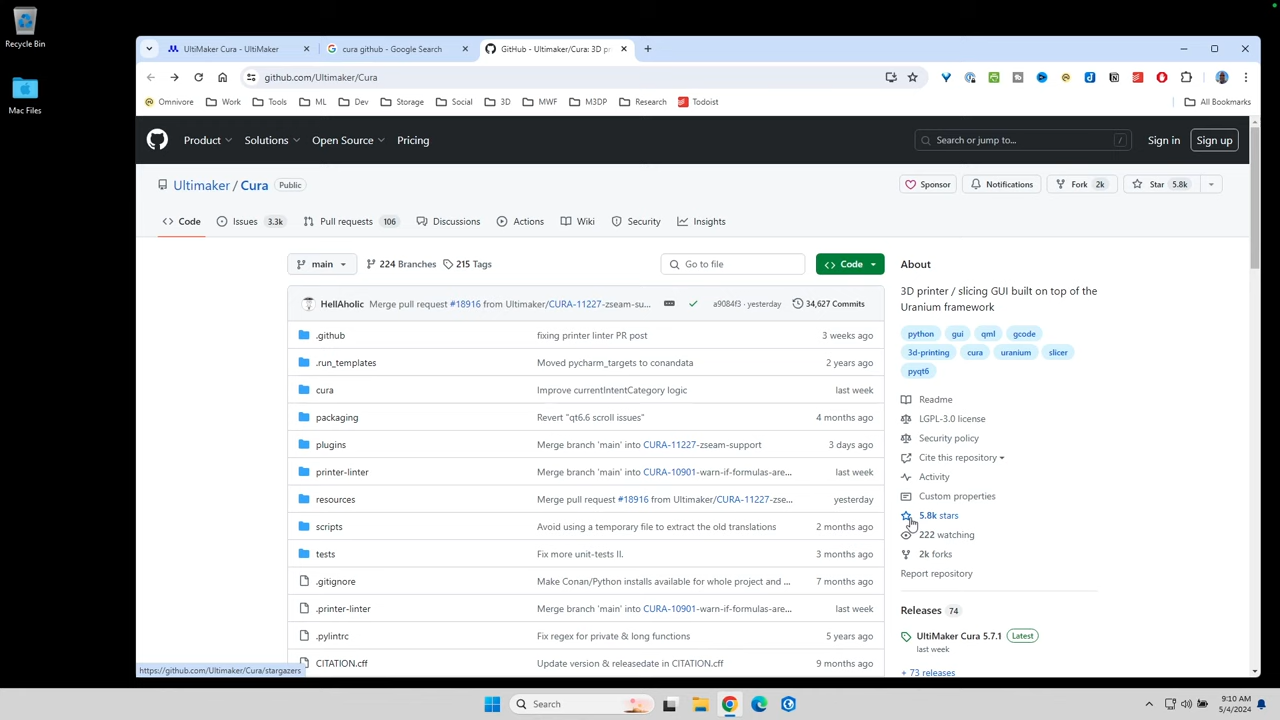 Recycle Bin
Mac Files
UltiMaker Cura - UltiMaker
cura github - Google Search
GitHub - Ultimaker/Cura: 3D pr
github.com/Ultimaker/Cura
Omnivore
Work
Tools
ML
Dev
Storage
Social
3D
MWF
M3DP
Research
Todoist
All Bookmarks
Product
Solutions
Open Source
Pricing
Search or jump to...
/
Sign in
Sign up
Ultimaker / Cura
Public
Sponsor
Notifications
Fork 2k
Star 5.8k
Code
Issues 3.3k
Pull requests 106
Discussions
Actions
Wiki
Security
Insights
main
224 Branches
215 Tags
Go to file
Code
HellAholic Merge pull request #18916 from Ultimaker/CURA-11227-zseam-su... a9084f3 · yesterday 34,627 Commits
.github fixing printer linter PR post 3 weeks ago
.run_templates Moved pycharm_targets to conandata 2 years ago
cura Improve currentIntentCategory logic last week
packaging Revert "qt6.6 scroll issues" 4 months ago
plugins Merge branch 'main' into CURA-11227-zseam-support 3 days ago
printer-linter Merge branch 'main' into CURA-10901-warn-if-formulas-are... last week
resources Merge pull request #18916 from Ultimaker/CURA-11227-zse... yesterday
scripts Avoid using a temporary file to extract the old translations 2 months ago
tests Fix more unit-tests II. 3 months ago
.gitignore Make Conan/Python installs available for whole project and ... 7 months ago
.printer-linter Merge branch 'main' into CURA-10901-warn-if-formulas-are... last week
.pylintrc Fix regex for private & long functions 5 years ago
CITATION.cff Update version & releasedate in CITATION.cff 9 months ago
About
3D printer / slicing GUI built on top of the
Uranium framework
python gui qml gcode
3d-printing cura uranium slicer
pyqt6
Readme
LGPL-3.0 license
Security policy
Cite this repository
Activity
Custom properties
5.8k stars
222 watching
2k forks
Report repository
Releases 74
UltiMaker Cura 5.7.1 Latest
last week
+ 73 releases
https://github.com/Ultimaker/Cura/stargazers
Search
9:10 AM
5/4/2024